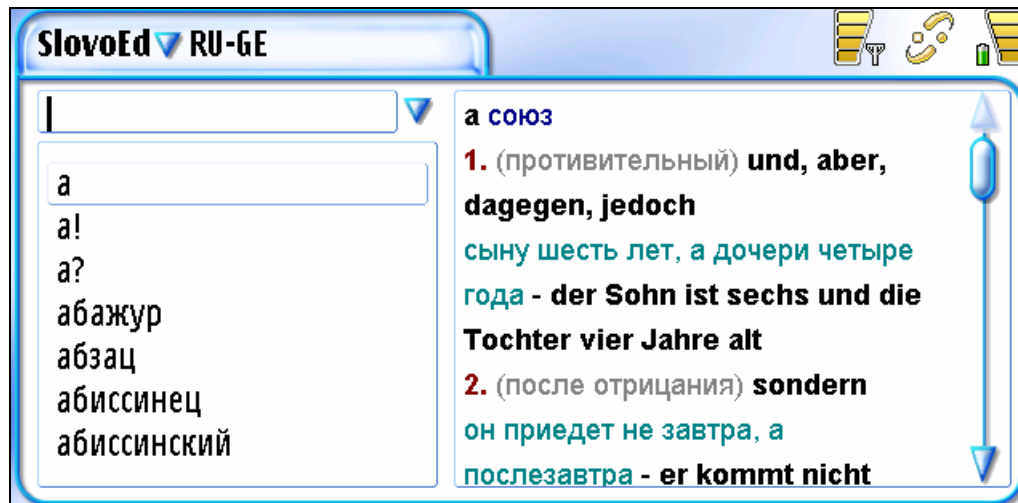 SlovoEd RU-GE
а
а!
а?
абажур
абзац
абиссинец
абиссинский
а союз
1. (противительный) und, aber,
dagegen, jedoch
сыну шесть лет, а дочери четыре
года - der Sohn ist sechs und die
Tochter vier Jahre alt
2. (после отрицания) sondern
он приедет не завтра, а
послезавтра - er kommt nicht